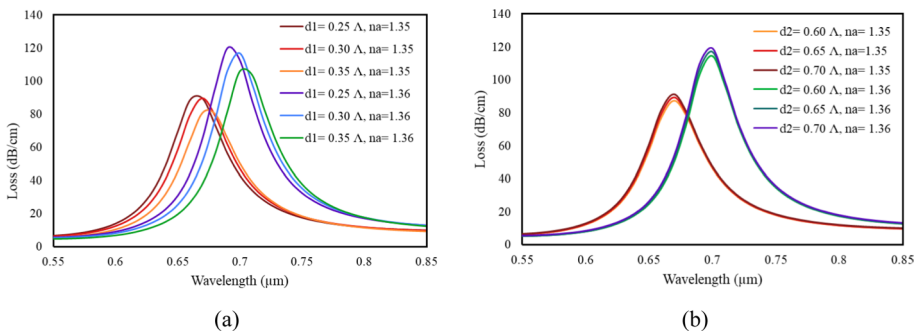 140
120
100
80
60
40
20
0
Loss (dB/cm)
d1= 0.25 Λ, na=1.35
d1= 0.30 Λ, na= 1.35
d1= 0.35 Λ, na=1.35
d1= 0.25 Λ, na=1.36
d1= 0.30 Λ, na=1.36
d1= 0.35 Λ, na= 1.36
0.55 0.6 0.65 0.7 0.75 0.8 0.85
Wavelength (μm)
(a)
140
120
100
80
60
40
20
0
Loss (dB/cm)
d2= 0.60 Λ, na= 1.35
d2= 0.65 Λ, na=1.35
d2= 0.70 Λ, na= 1.35
d2= 0.60 Λ, na= 1.36
d2= 0.65 Λ, na= 1.36
d2= 0.70 Λ, na= 1.36
0.55 0.6 0.65 0.7 0.75 0.8 0.85
Wavelength (μm)
(b)